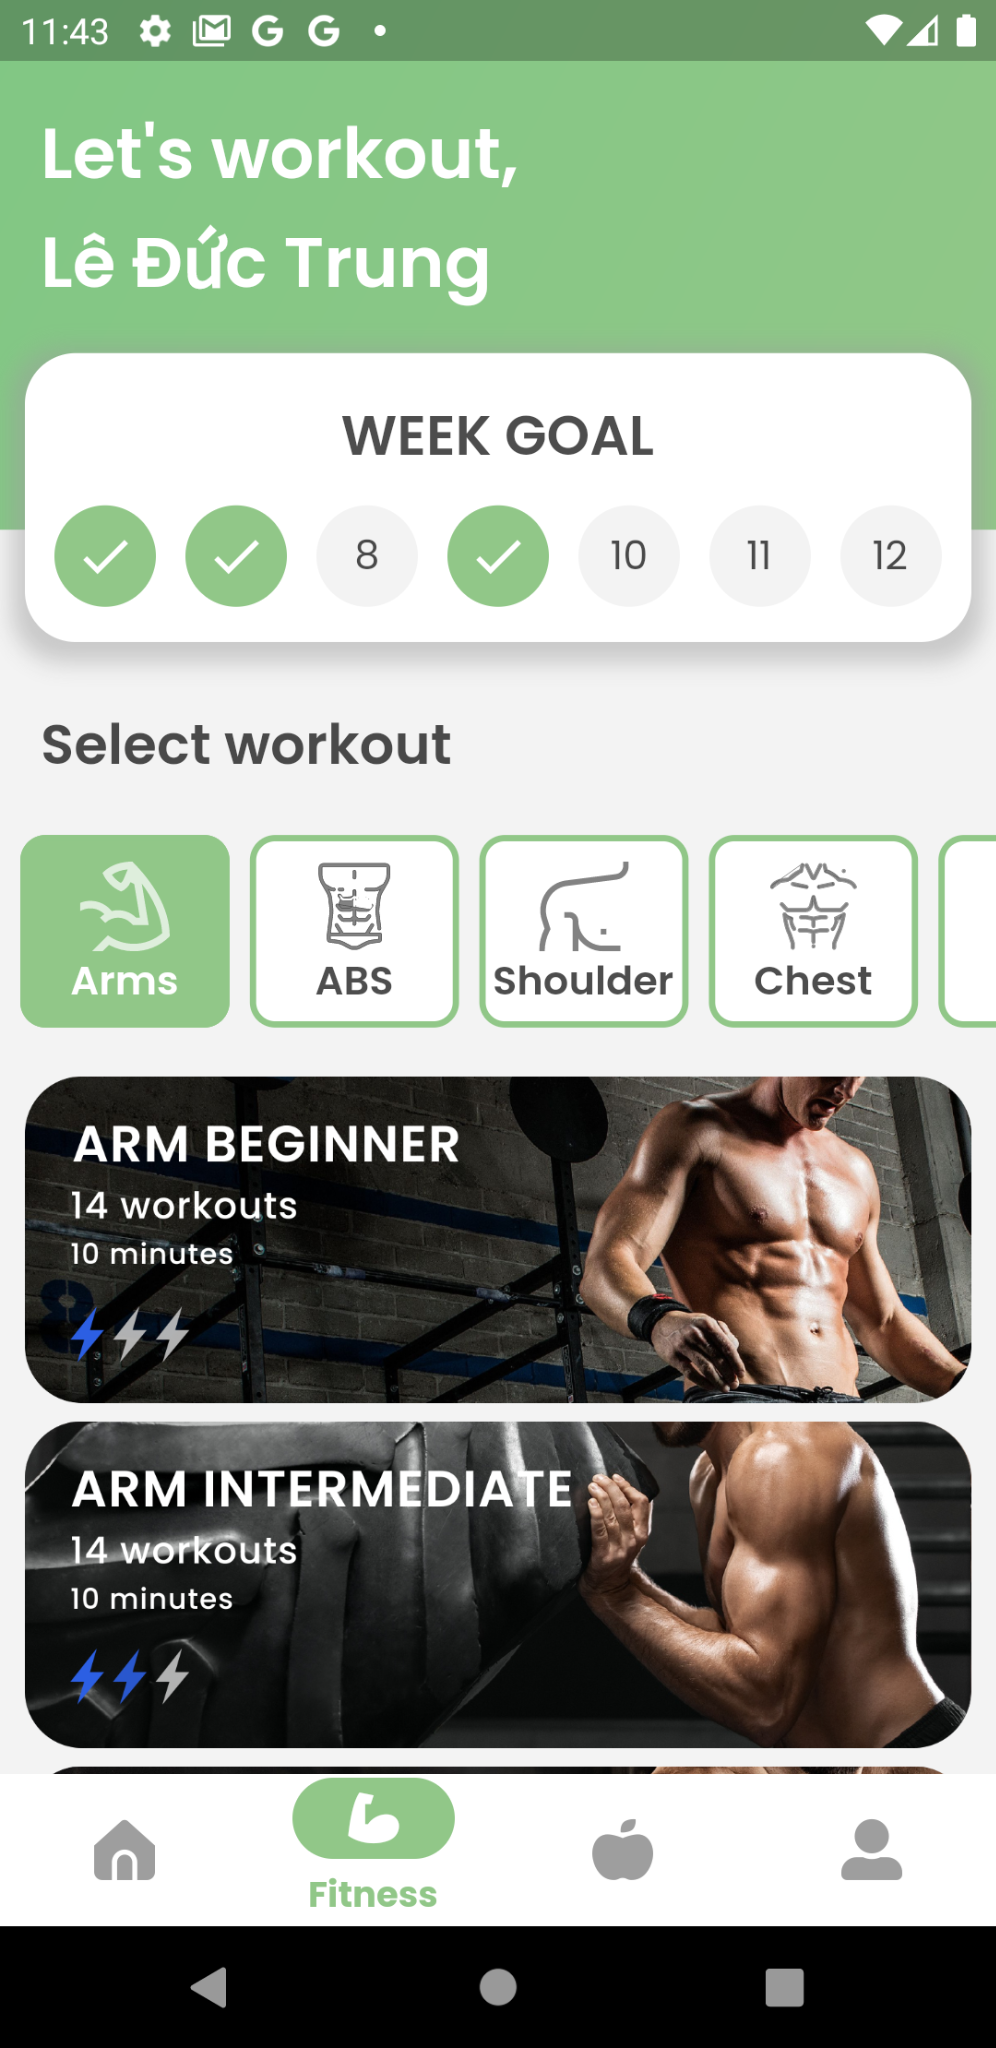 11:43
Let's workout,
Lê Đức Trung
WEEK GOAL
8 10 11 12
Select workout
Arms ABS Shoulder Chest
ARM BEGINNER
14 workouts
10 minutes
8
ARM INTERMEDIATE
14 workouts
10 minutes
Fitness